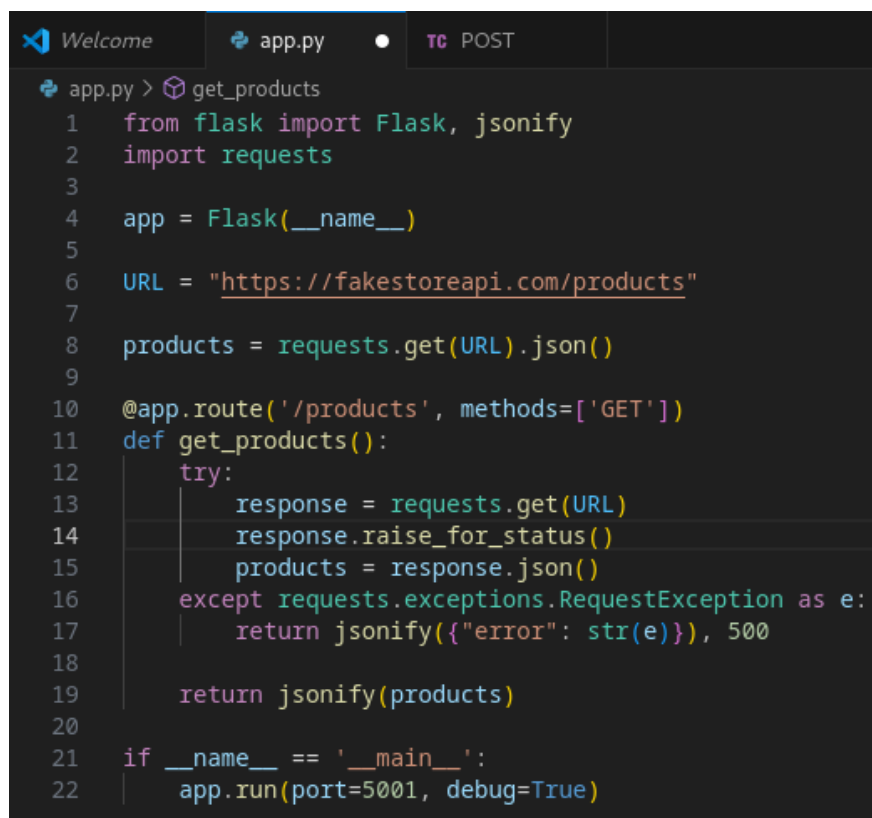 Welcome app.py TC POST
app.py > get_products
1 from flask import Flask, jsonify
2 import requests
3
4 app = Flask(__name__)
5
6 URL = "https://fakestoreapi.com/products"
7
8 products = requests.get(URL).json()
9
10 @app.route('/products', methods=['GET'])
11 def get_products():
12     try:
13         response = requests.get(URL)
14         response.raise_for_status()
15         products = response.json()
16     except requests.exceptions.RequestException as e:
17         return jsonify({"error": str(e)}), 500
18
19     return jsonify(products)
20
21 if __name__ == '__main__':
22     app.run(port=5001, debug=True)